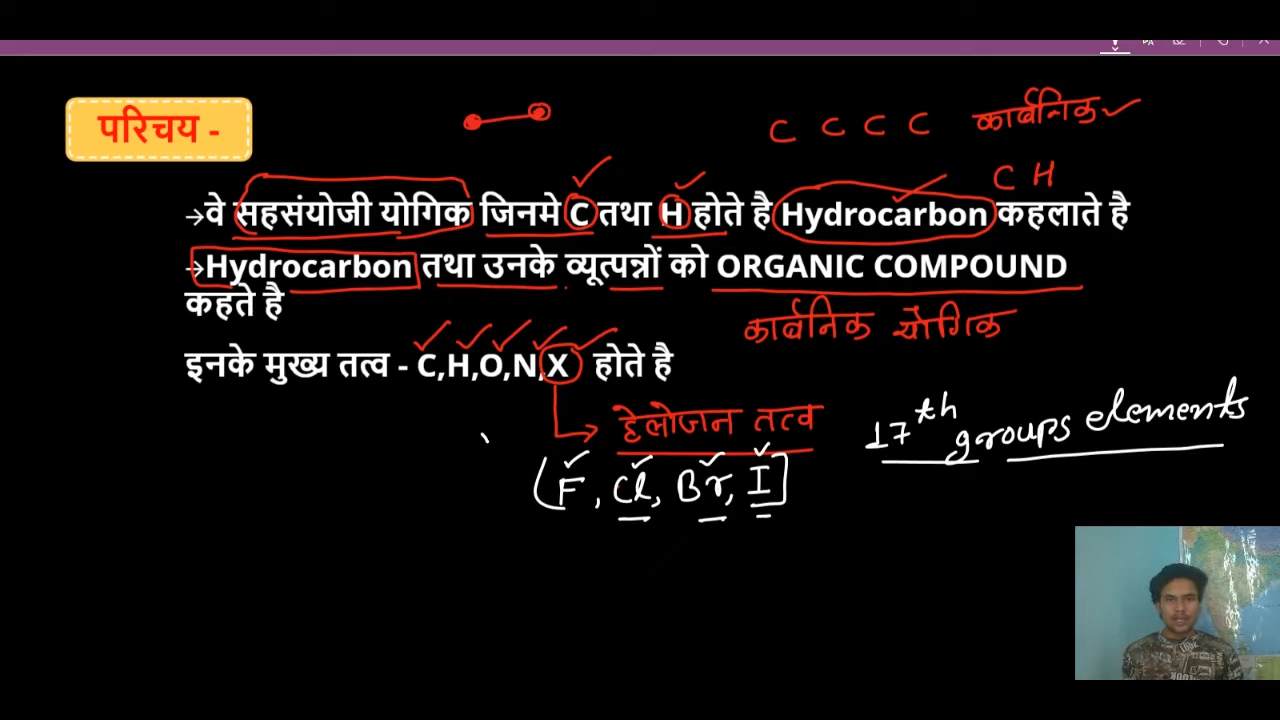 परिचय -
C C C C कार्बनिक
C H
→वे सहसंयोजी योगिक जिनमे C तथा H होते है Hydrocarbon कहलाते है
→Hydrocarbon तथा उनके व्यूत्पन्नों को ORGANIC COMPOUND
कहते है
कार्बनिक योगिक
इनके मुख्य तत्व - C,H,O,N,X होते है
हेलोजन तत्व
17th groups elements
(F, Cl, Br, I]